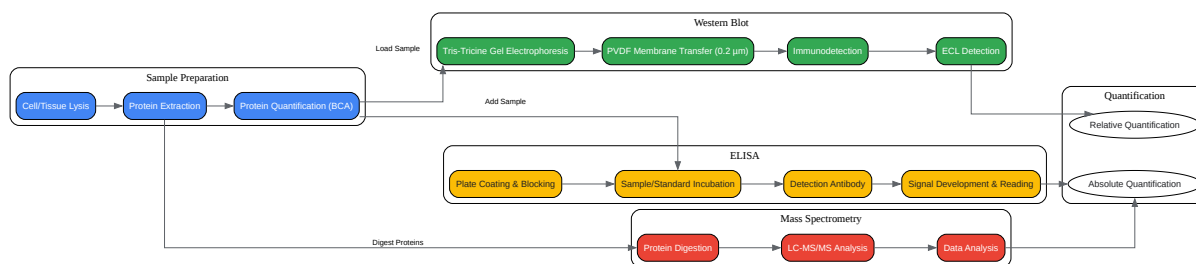 Western Blot
Load Sample
Tris-Tricine Gel Electrophoresis
PVDF Membrane Transfer (0.2 µm)
Immunodetection
ECL Detection
Sample Preparation
Cell/Tissue Lysis
Protein Extraction
Protein Quantification (BCA)
Add Sample
Quantification
Relative Quantification
ELISA
Plate Coating & Blocking
Sample/Standard Incubation
Detection Antibody
Signal Development & Reading
Absolute Quantification
Mass Spectrometry
Digest Proteins
Protein Digestion
LC-MS/MS Analysis
Data Analysis